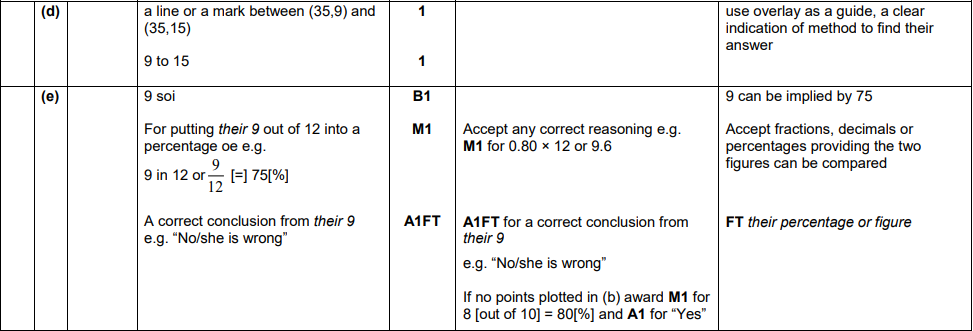 (d)
a line or a mark between (35,9) and
(35,15)
1
use overlay as a guide, a clear
indication of method to find their
answer
9 to 15
1
(e)
9 soi
B1
9 can be implied by 75
For putting their 9 out of 12 into a
percentage oe e.g.
9 in 12 or 9/12 [=] 75[%]
M1
Accept any correct reasoning e.g.
M1 for 0.80 × 12 or 9.6
Accept fractions, decimals or
percentages providing the two
figures can be compared
A correct conclusion from their 9
e.g. “No/she is wrong”
A1FT
A1FT for a correct conclusion from
their 9
e.g. “No/she is wrong”
If no points plotted in (b) award M1 for
8 [out of 10] = 80[%] and A1 for “Yes”
FT their percentage or figure